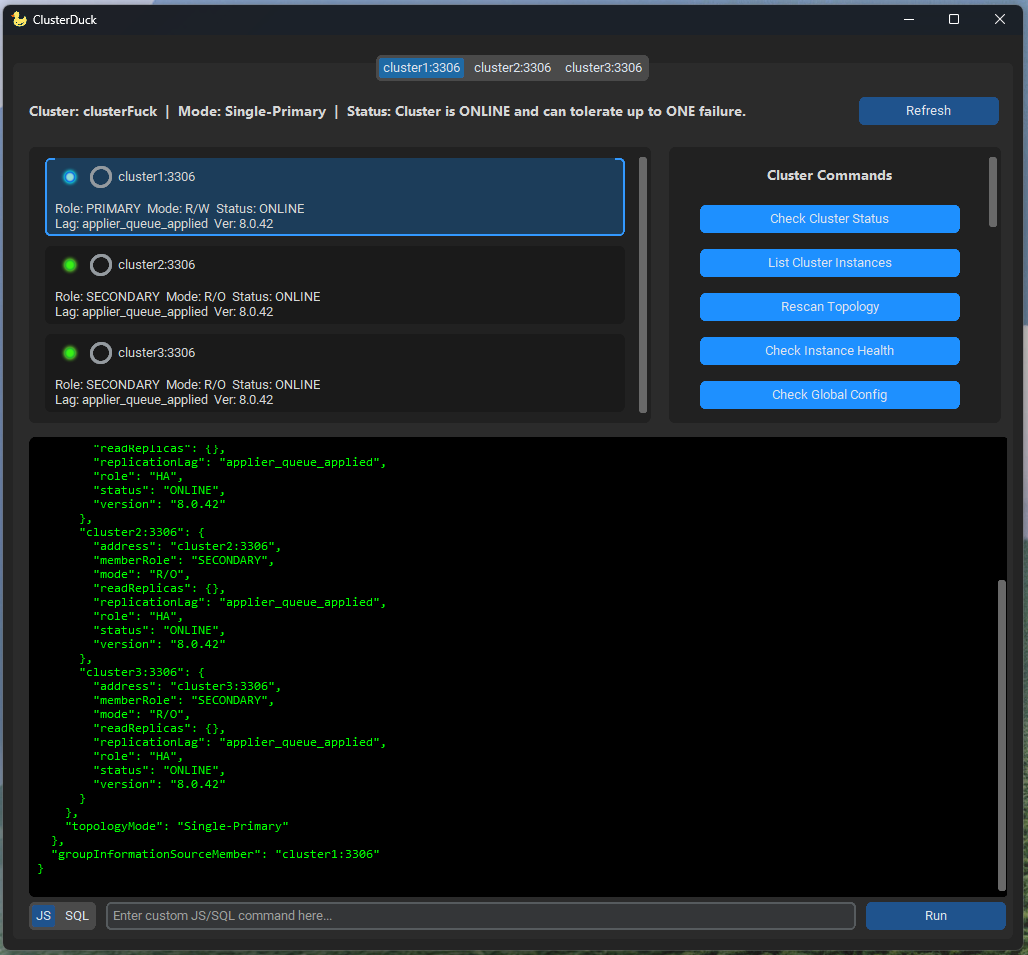 ClusterDuck
cluster1:3306 cluster2:3306 cluster3:3306
Cluster: clusterFuck | Mode: Single-Primary | Status: Cluster is ONLINE and can tolerate up to ONE failure.
Refresh
cluster1:3306
Role: PRIMARY Mode: R/W Status: ONLINE
Lag: applier_queue_applied Ver: 8.0.42
cluster2:3306
Role: SECONDARY Mode: R/O Status: ONLINE
Lag: applier_queue_applied Ver: 8.0.42
cluster3:3306
Role: SECONDARY Mode: R/O Status: ONLINE
Lag: applier_queue_applied Ver: 8.0.42
Cluster Commands
Check Cluster Status
List Cluster Instances
Rescan Topology
Check Instance Health
Check Global Config
"readReplicas": {},
"replicationLag": "applier_queue_applied",
"role": "HA",
"status": "ONLINE",
"version": "8.0.42"
},
"cluster2:3306": {
"address": "cluster2:3306",
"memberRole": "SECONDARY",
"mode": "R/O",
"readReplicas": {},
"replicationLag": "applier_queue_applied",
"role": "HA",
"status": "ONLINE",
"version": "8.0.42"
},
"cluster3:3306": {
"address": "cluster3:3306",
"memberRole": "SECONDARY",
"mode": "R/O",
"readReplicas": {},
"replicationLag": "applier_queue_applied",
"role": "HA",
"status": "ONLINE",
"version": "8.0.42"
}
},
"topologyMode": "Single-Primary"
},
"groupInformationSourceMember": "cluster1:3306"
}
JS SQL
Enter custom JS/SQL command here...
Run